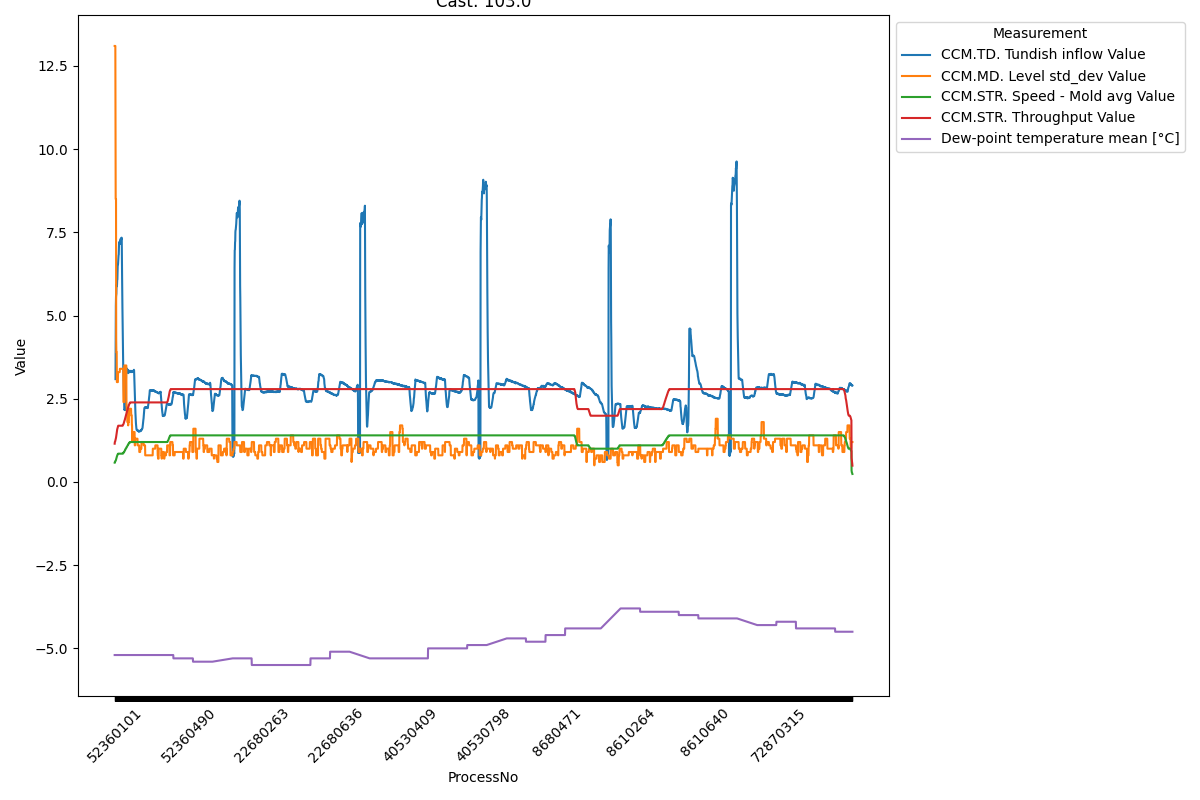 Cast: 103.0
Measurement
CCM.TD. Tundish inflow Value
CCM.MD. Level std_dev Value
CCM.STR. Speed - Mold avg Value
CCM.STR. Throughput Value
Dew-point temperature mean [°C]
12.5
10.0
7.5
5.0
2.5
0.0
−2.5
−5.0
Value
52360101
52360490
22680263
22680636
40530409
40530798
8680471
8610264
8610640
72870315
ProcessNo